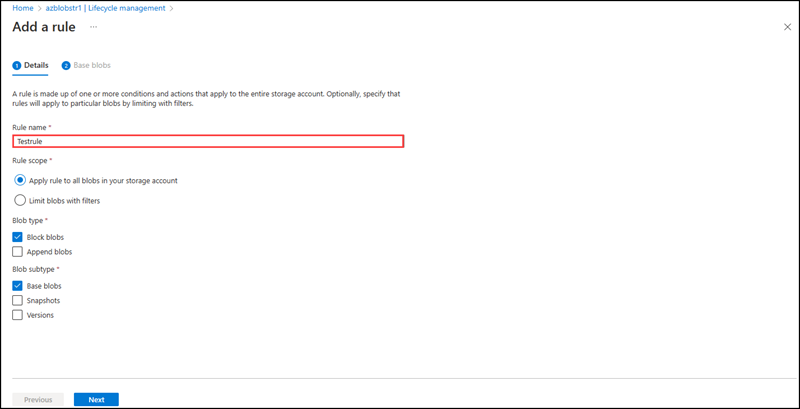 Home > azblobstr1 | Lifecycle management >
Add a rule ...
1 Details 2 Base blobs
A rule is made up of one or more conditions and actions that apply to the entire storage account. Optionally, specify that
rules will apply to particular blobs by limiting with filters.
Rule name *
Testrule
Rule scope *
Apply rule to all blobs in your storage account
Limit blobs with filters
Blob type *
Block blobs
Append blobs
Blob subtype *
Base blobs
Snapshots
Versions
Previous Next